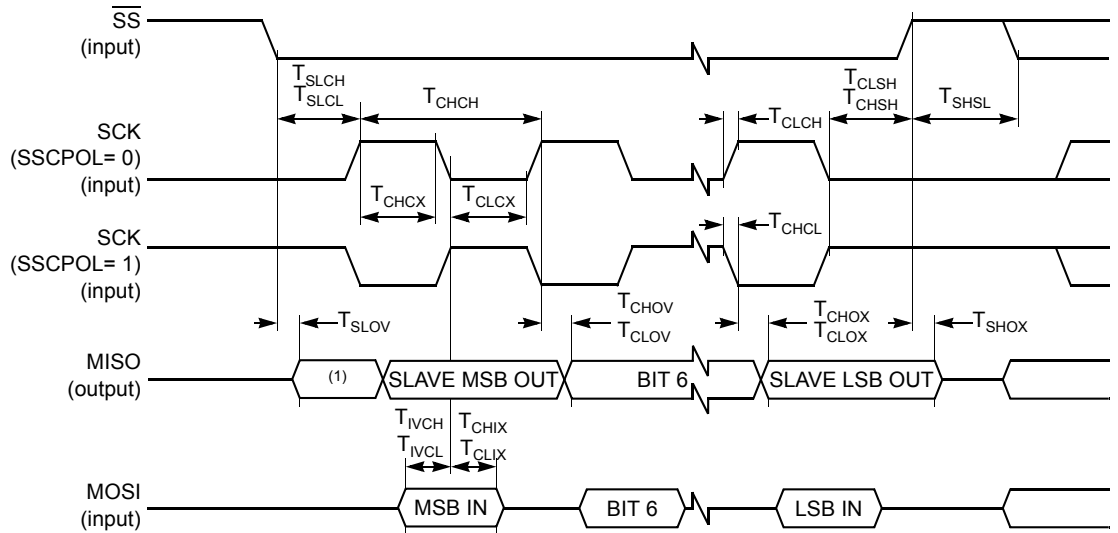 SS
(input)
T_SLCH
T_SLCL
T_CHCH
T_CLSH
T_CHSH
T_SHSL
T_CLCH
SCK
(SSCPOL= 0)
(input)
T_CHCX
T_CLCX
T_CHCL
SCK
(SSCPOL= 1)
(input)
T_SLOV
T_CHOV
T_CLOV
T_CHOX
T_CLOX
T_SHOX
MISO
(output)
(1)
SLAVE MSB OUT
BIT 6
SLAVE LSB OUT
T_IVCH
T_IVCL
T_CHIX
T_CLIX
MOSI
(input)
MSB IN
BIT 6
LSB IN